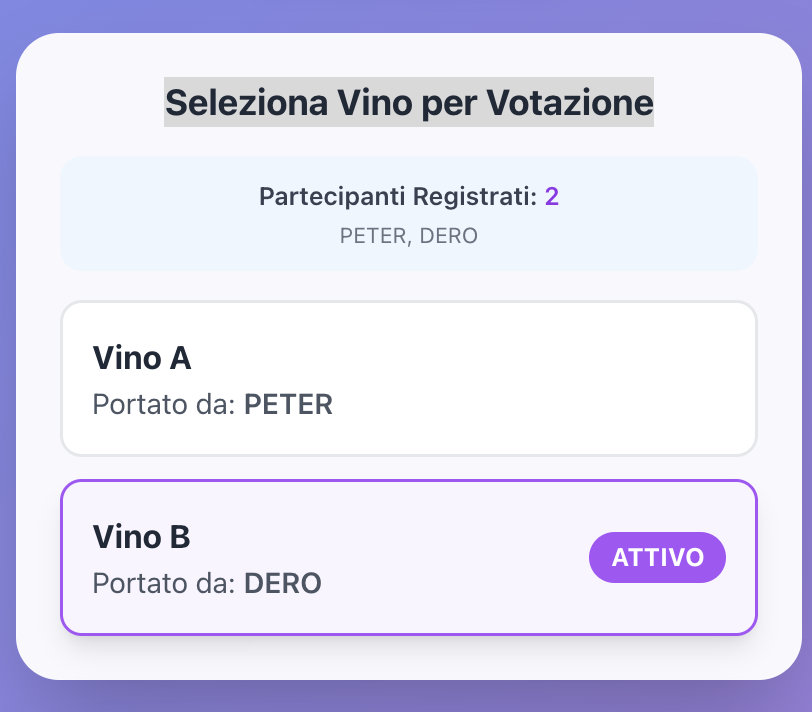 Seleziona Vino per Votazione
Partecipanti Registrati: 2
PETER, DERO
Vino A
Portato da: PETER
Vino B
Portato da: DERO
ATTIVO